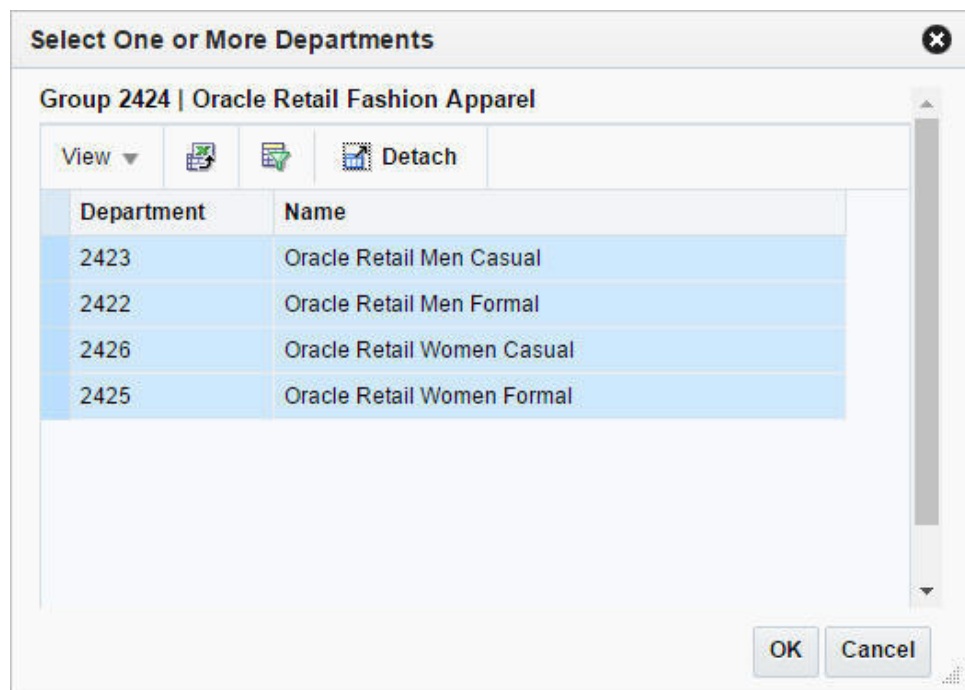 Select One or More Departments
Group 2424 | Oracle Retail Fashion Apparel
View Detach
Department Name
2423 Oracle Retail Men Casual
2422 Oracle Retail Men Formal
2426 Oracle Retail Women Casual
2425 Oracle Retail Women Formal
OK Cancel